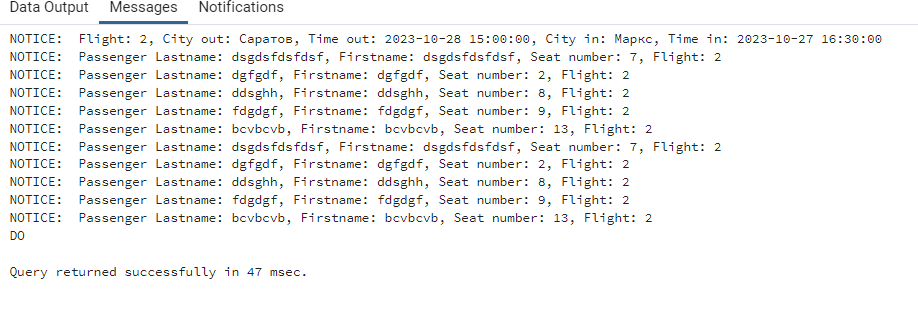 Data Output Messages Notifications
NOTICE: Flight: 2, City out: Саратов, Time out: 2023-10-28 15:00:00, City in: Маркс, Time in: 2023-10-27 16:30:00
NOTICE: Passenger Lastname: dsgdsfdsfdsf, Firstname: dsgdsfdsfdsf, Seat number: 7, Flight: 2
NOTICE: Passenger Lastname: dgfgdf, Firstname: dgfgdf, Seat number: 2, Flight: 2
NOTICE: Passenger Lastname: ddsghh, Firstname: ddsghh, Seat number: 8, Flight: 2
NOTICE: Passenger Lastname: fdgdgf, Firstname: fdgdgf, Seat number: 9, Flight: 2
NOTICE: Passenger Lastname: bcvbcvb, Firstname: bcvbcvb, Seat number: 13, Flight: 2
NOTICE: Passenger Lastname: dsgdsfdsfdsf, Firstname: dsgdsfdsfdsf, Seat number: 7, Flight: 2
NOTICE: Passenger Lastname: dgfgdf, Firstname: dgfgdf, Seat number: 2, Flight: 2
NOTICE: Passenger Lastname: ddsghh, Firstname: ddsghh, Seat number: 8, Flight: 2
NOTICE: Passenger Lastname: fdgdgf, Firstname: fdgdgf, Seat number: 9, Flight: 2
NOTICE: Passenger Lastname: bcvbcvb, Firstname: bcvbcvb, Seat number: 13, Flight: 2
DO
Query returned successfully in 47 msec.